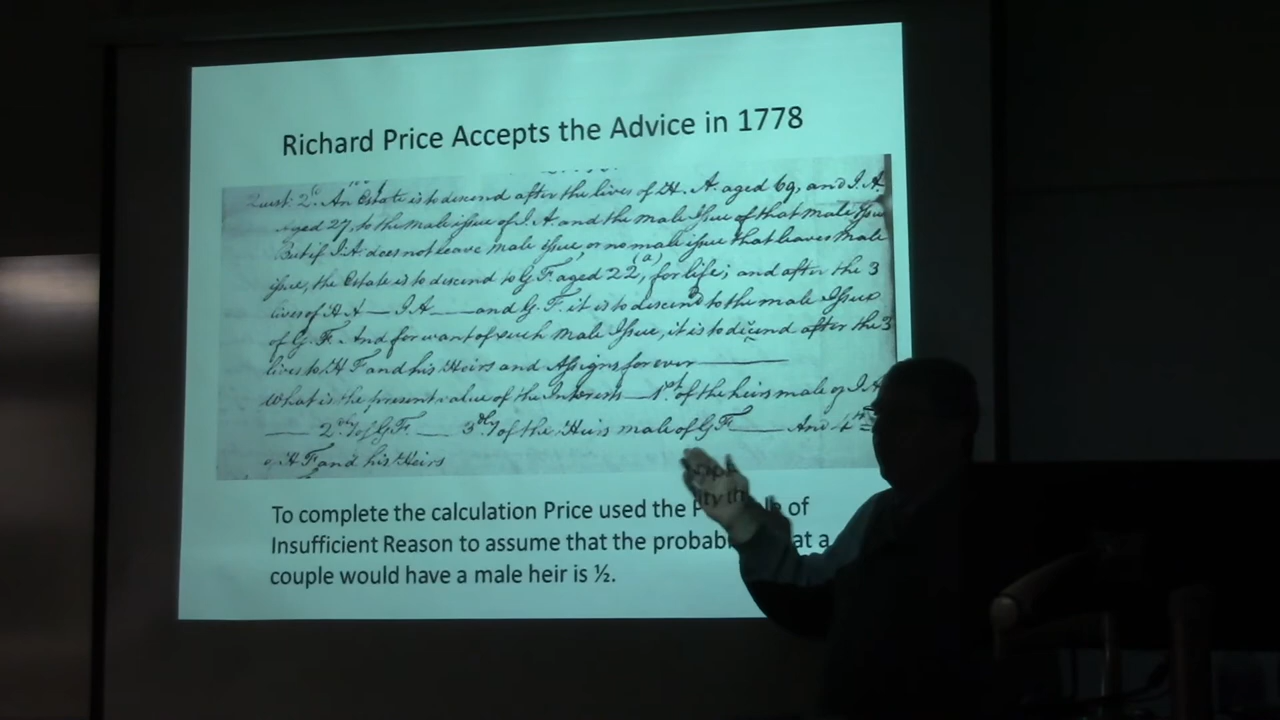 Richard Price Accepts the Advice in 1778
Quest. 2d. An Estate is to descend after the lives of H. A. aged 69, and I. A
aged 27, to the male issue of I. A. and the male Issue of that male Issue
But if I. A. does not leave male issue, or no male issue that leaves male
issue, the Estate is to descend to G F. aged 22, (a) for life; and after the 3
lives of H A — I A — and G. F. it is to descend to the male Issue
of G. F. And for want of such Male Issue, it is to decend after the 3
lives to H F and his Heirs and Assigns for ever
What is the present value of the Interests — 1st of the heirs male of I A
— 2dly of G F. — 3dly of the Heirs male of G F — And 4th
of H F and his Heirs
To complete the calculation Price used the of
Insufficient Reason to assume that the at a
couple would have a male heir is ½.